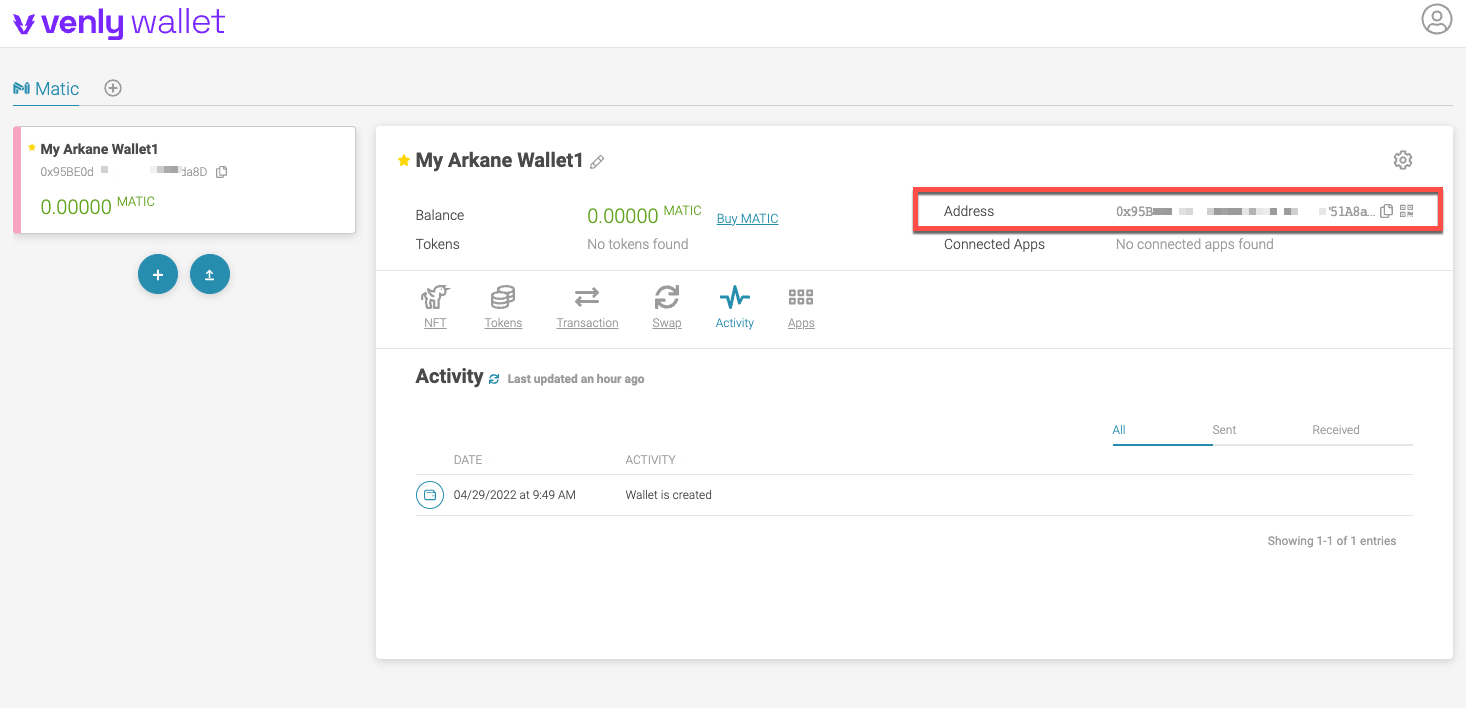 venly wallet
Matic
My Arkane Wallet1
0x95BE0d da8D
0.00000 MATIC
My Arkane Wallet1
Balance 0.00000 MATIC Buy MATIC
Tokens No tokens found
Address 0x95B 51A8a...
Connected Apps No connected apps found
NFT Tokens Transaction Swap Activity Apps
Activity Last updated an hour ago
All Sent Received
DATE ACTIVITY
04/29/2022 at 9:49 AM Wallet is created
Showing 1-1 of 1 entries